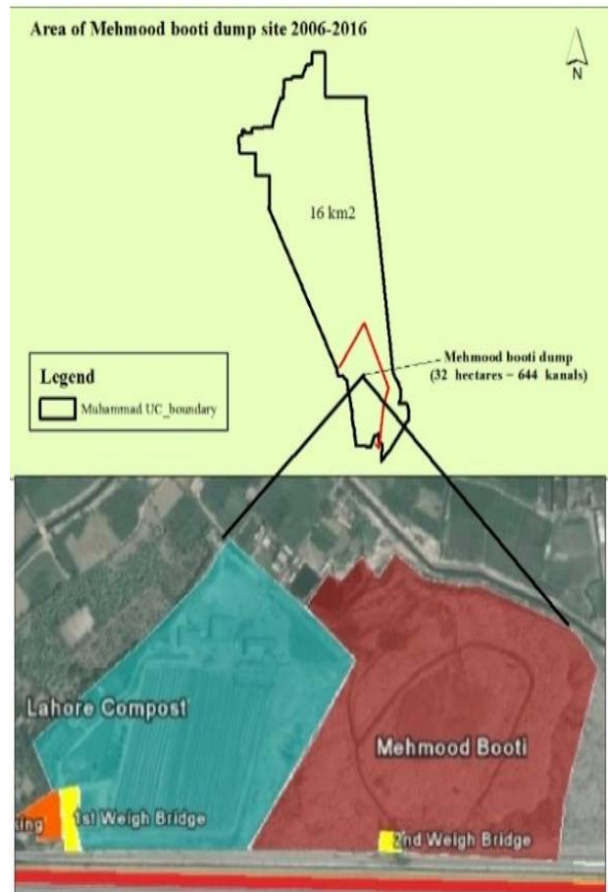 Area of Mehmood booti dump site 2006-2016
N
16 km2
Mehmood booti dump
(32 hectares – 644 kanals)
Legend
Muhammad UC_boundary
Lahore Compost
Mehmood Booti
king
1st Weigh Bridge
2nd Weigh Bridge